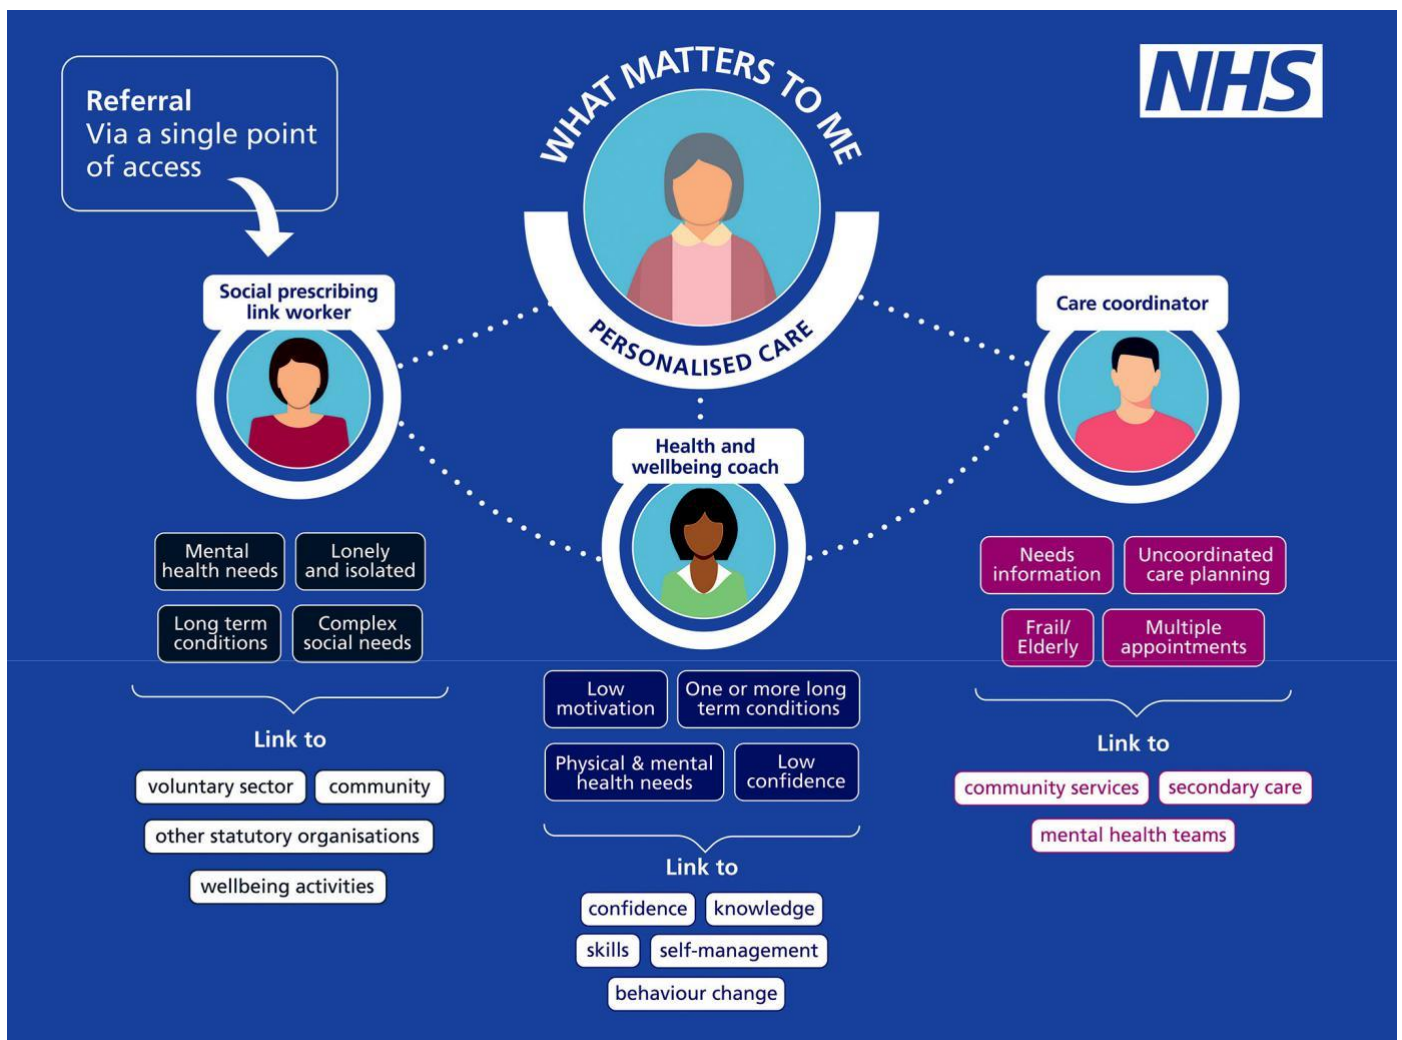 WHAT MATTERS TO ME
NHS
Referral
Via a single point
of access
PERSONALISED CARE
Social prescribing
link worker
Mental
health needs
Lonely
and isolated
Long term
conditions
Complex
social needs
Link to
voluntary sector
community
other statutory organisations
wellbeing activities
Health and
wellbeing coach
Low
motivation
One or more long
term conditions
Physical & mental
health needs
Low
confidence
Link to
confidence
knowledge
skills
self-management
behaviour change
Care coordinator
Needs
information
Uncoordinated
care planning
Frail/
Elderly
Multiple
appointments
Link to
community services
secondary care
mental health teams